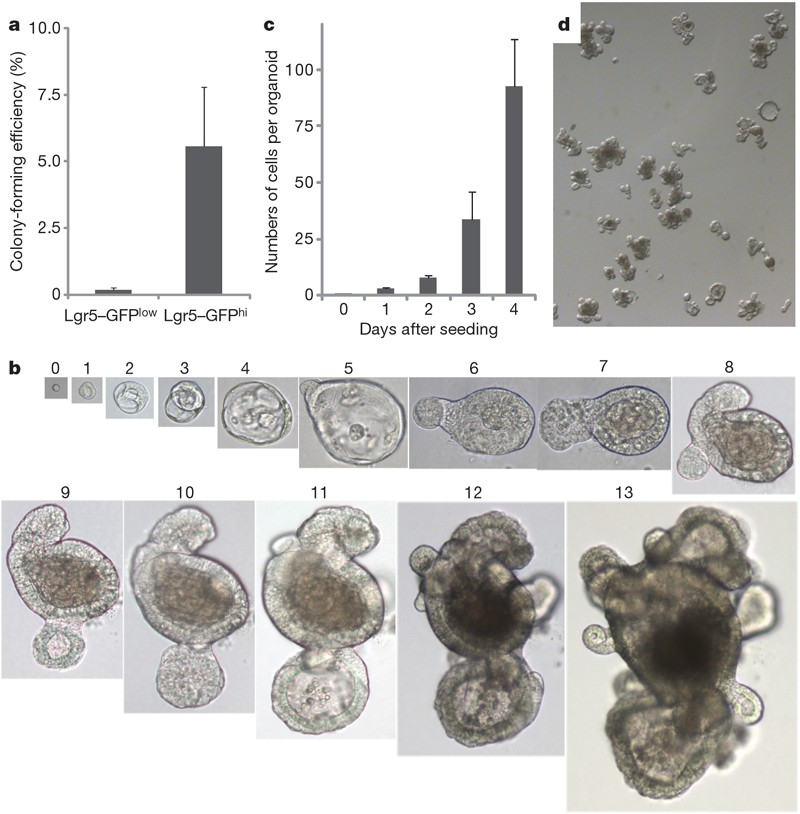 a
10.0
7.5
5.0
2.5
0
Colony-forming efficiency (%)
Lgr5–GFPlow
Lgr5–GFPhi
c
100
75
50
25
0
Numbers of cells per organoid
0 1 2 3 4
Days after seeding
d
b
0 1 2 3 4 5 6 7 8
9 10 11 12 13